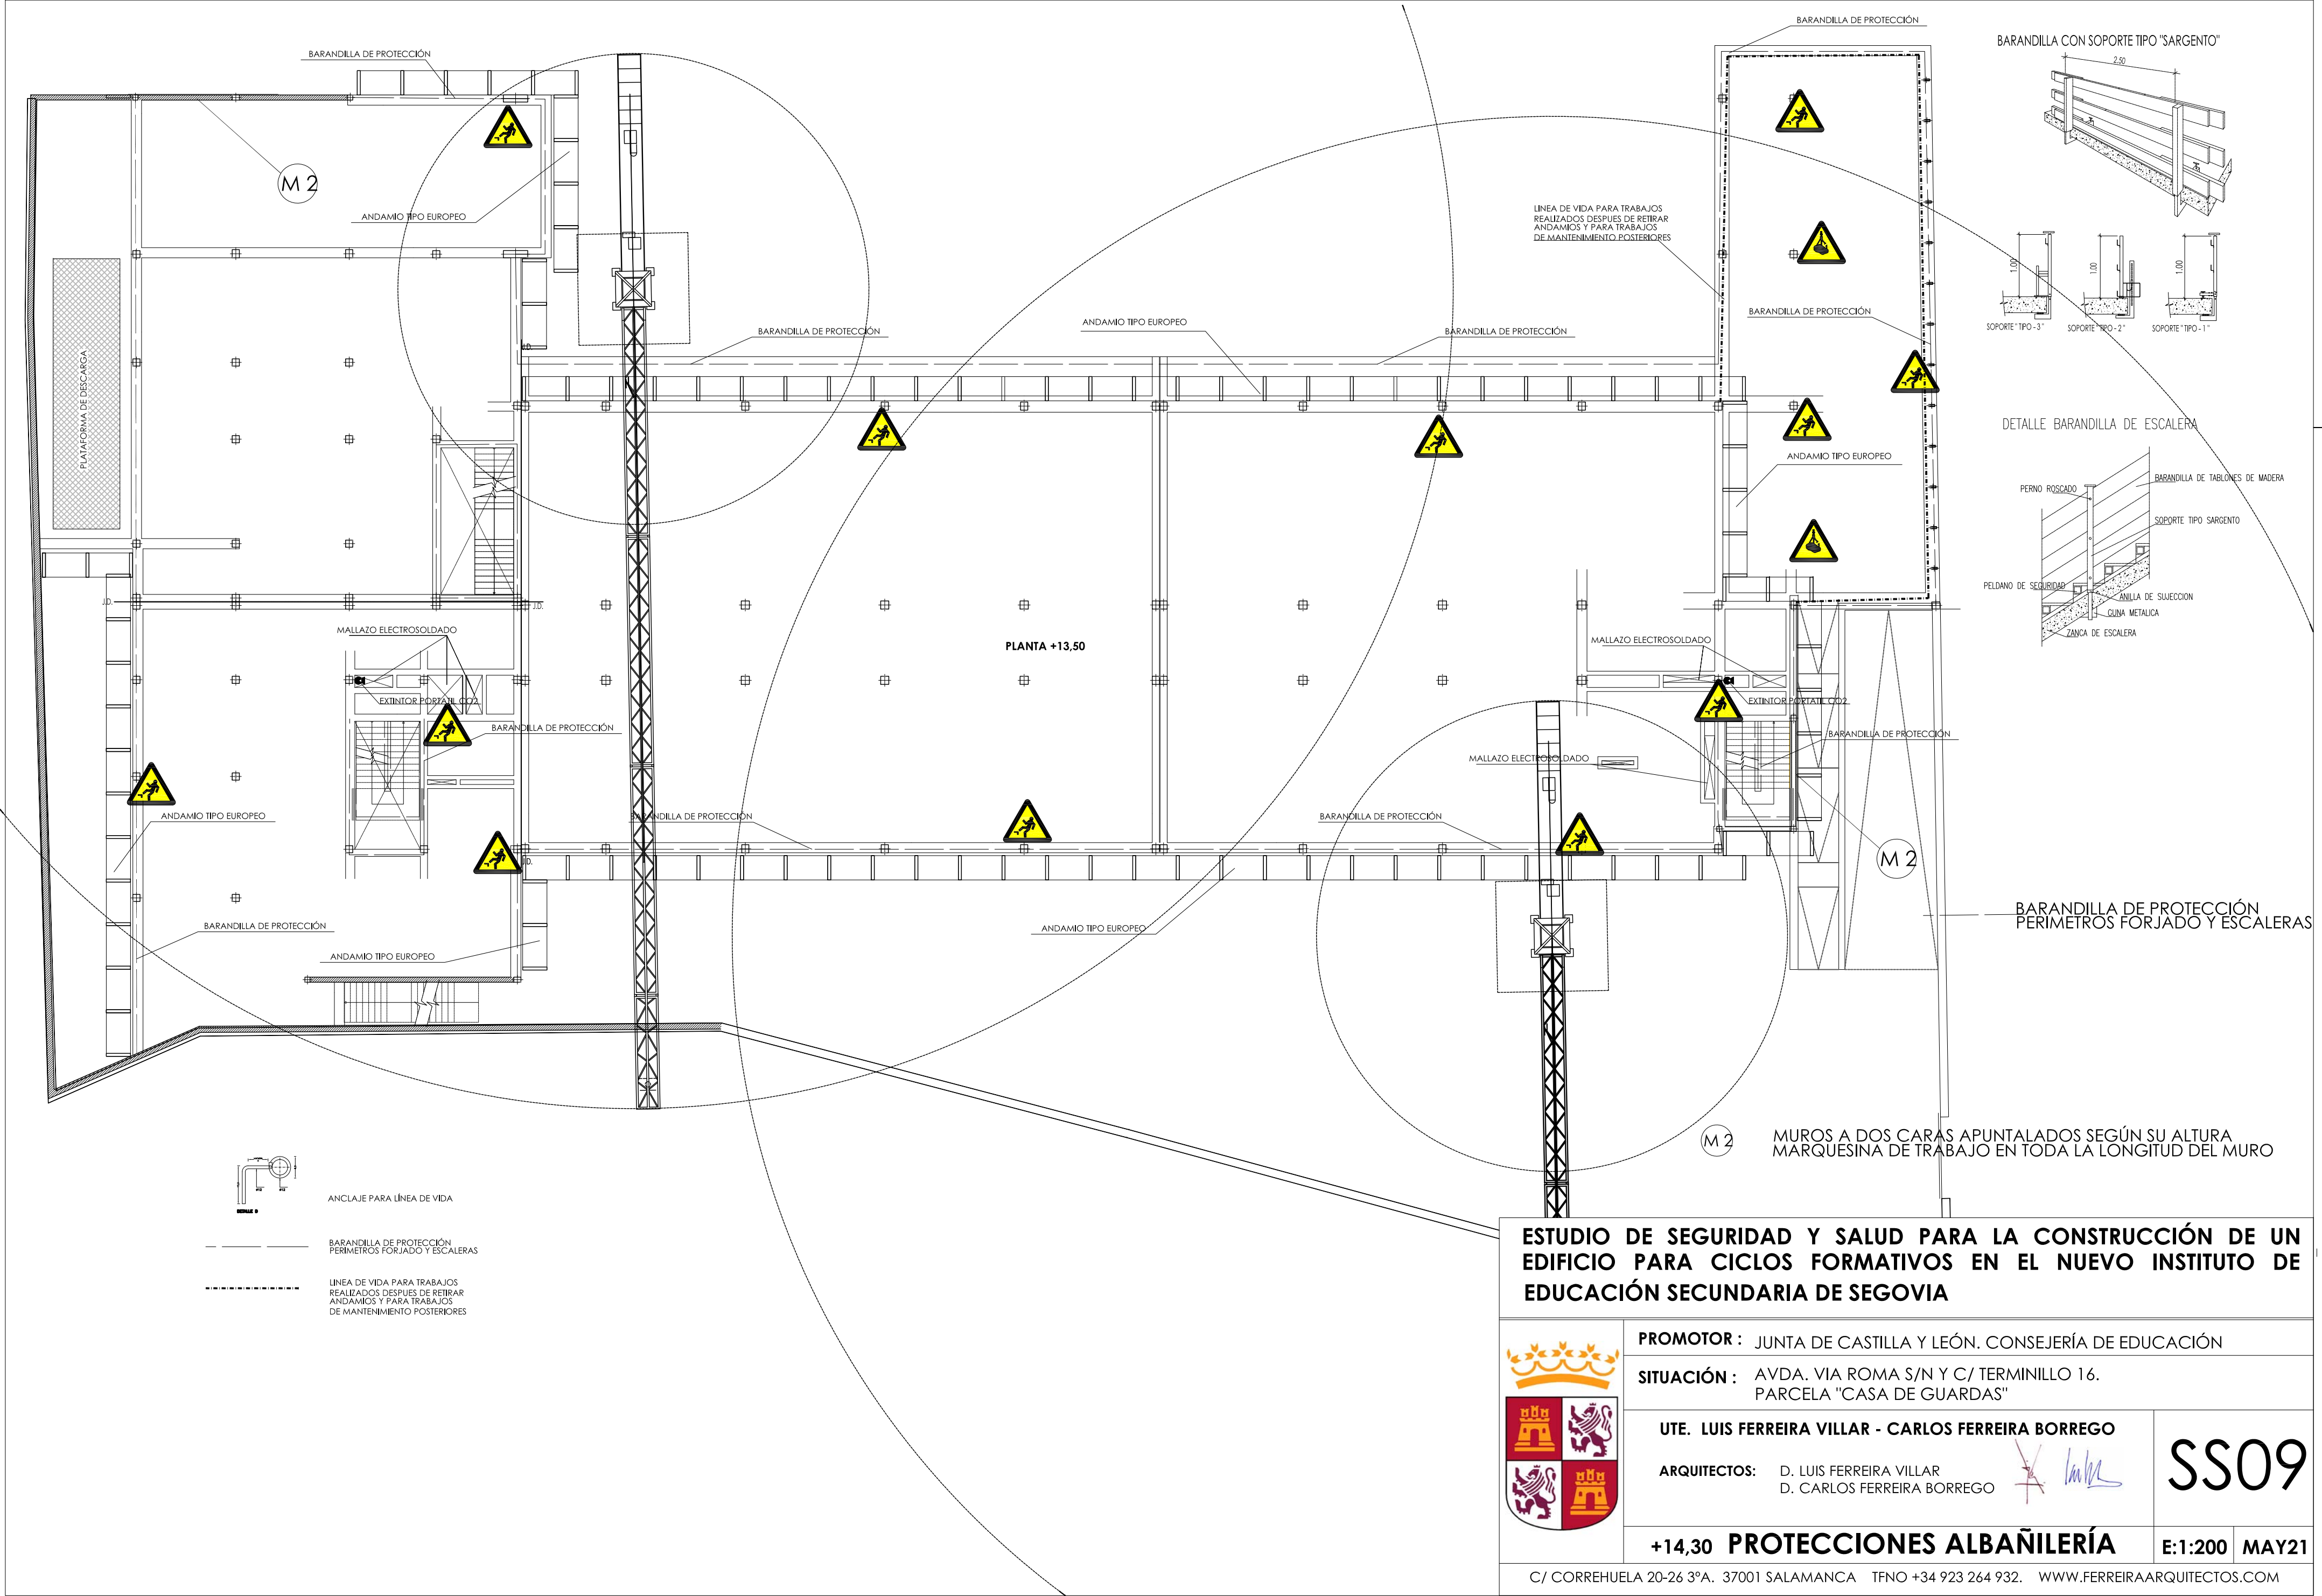 BARANDILLA DE PROTECCIÓN
BARANDILLA DE PROTECCIÓN
BARANDILLA CON SOPORTE TIPO "SARGENTO"
2.50
M 2
ANDAMIO TIPO EUROPEO
LINEA DE VIDA PARA TRABAJOS
REALIZADOS DESPUES DE RETIRAR
ANDAMIOS Y PARA TRABAJOS
DE MANTENIMIENTO POSTERIORES
1.00
1.00
1.00
SOPORTE " TIPO - 3 "
SOPORTE " TIPO - 2 "
SOPORTE " TIPO - 1 "
BARANDILLA DE PROTECCIÓN
ANDAMIO TIPO EUROPEO
BARANDILLA DE PROTECCIÓN
BARANDILLA DE PROTECCIÓN
J.D.
PLATAFORMA DE DESCARGA
DETALLE BARANDILLA DE ESCALERA
ANDAMIO TIPO EUROPEO
PERNO ROSCADO
BARANDILLA DE TABLONES DE MADERA
SOPORTE TIPO SARGENTO
PELDANO DE SEGURIDAD
ANILLA DE SUJECCION
CUNA METALICA
ZANCA DE ESCALERA
J.D.
J.D.
MALLAZO ELECTROSOLDADO
PLANTA +13,50
MALLAZO ELECTROSOLDADO
EXTINTOR PORTATIL CO2
EXTINTOR PORTATIL CO2
BARANDILLA DE PROTECCIÓN
BARANDILLA DE PROTECCIÓN
MALLAZO ELECTROSOLDADO
ANDAMIO TIPO EUROPEO
BARANDILLA DE PROTECCIÓN
BARANDILLA DE PROTECCIÓN
J.D.
M 2
BARANDILLA DE PROTECCIÓN
PERIMETROS FORJADO Y ESCALERAS
BARANDILLA DE PROTECCIÓN
ANDAMIO TIPO EUROPEO
ANDAMIO TIPO EUROPEO
M 2
MUROS A DOS CARAS APUNTALADOS SEGÚN SU ALTURA
MARQUESINA DE TRABAJO EN TODA LA LONGITUD DEL MURO
ANCLAJE PARA LÍNEA DE VIDA
BARANDILLA DE PROTECCIÓN
PERIMETROS FORJADO Y ESCALERAS
LINEA DE VIDA PARA TRABAJOS
REALIZADOS DESPUES DE RETIRAR
ANDAMIOS Y PARA TRABAJOS
DE MANTENIMIENTO POSTERIORES
ESTUDIO DE SEGURIDAD Y SALUD PARA LA CONSTRUCCIÓN DE UN
EDIFICIO PARA CICLOS FORMATIVOS EN EL NUEVO INSTITUTO DE
EDUCACIÓN SECUNDARIA DE SEGOVIA
PROMOTOR : JUNTA DE CASTILLA Y LEÓN. CONSEJERÍA DE EDUCACIÓN
SITUACIÓN : AVDA. VIA ROMA S/N Y C/ TERMINILLO 16.
PARCELA "CASA DE GUARDAS"
UTE. LUIS FERREIRA VILLAR - CARLOS FERREIRA BORREGO
ARQUITECTOS: D. LUIS FERREIRA VILLAR
D. CARLOS FERREIRA BORREGO
SS09
+14,30 PROTECCIONES ALBAÑILERÍA
E:1:200 MAY21
C/ CORREHUELA 20-26 3ºA. 37001 SALAMANCA TFNO +34 923 264 932. WWW.FERREIRAARQUITECTOS.COM